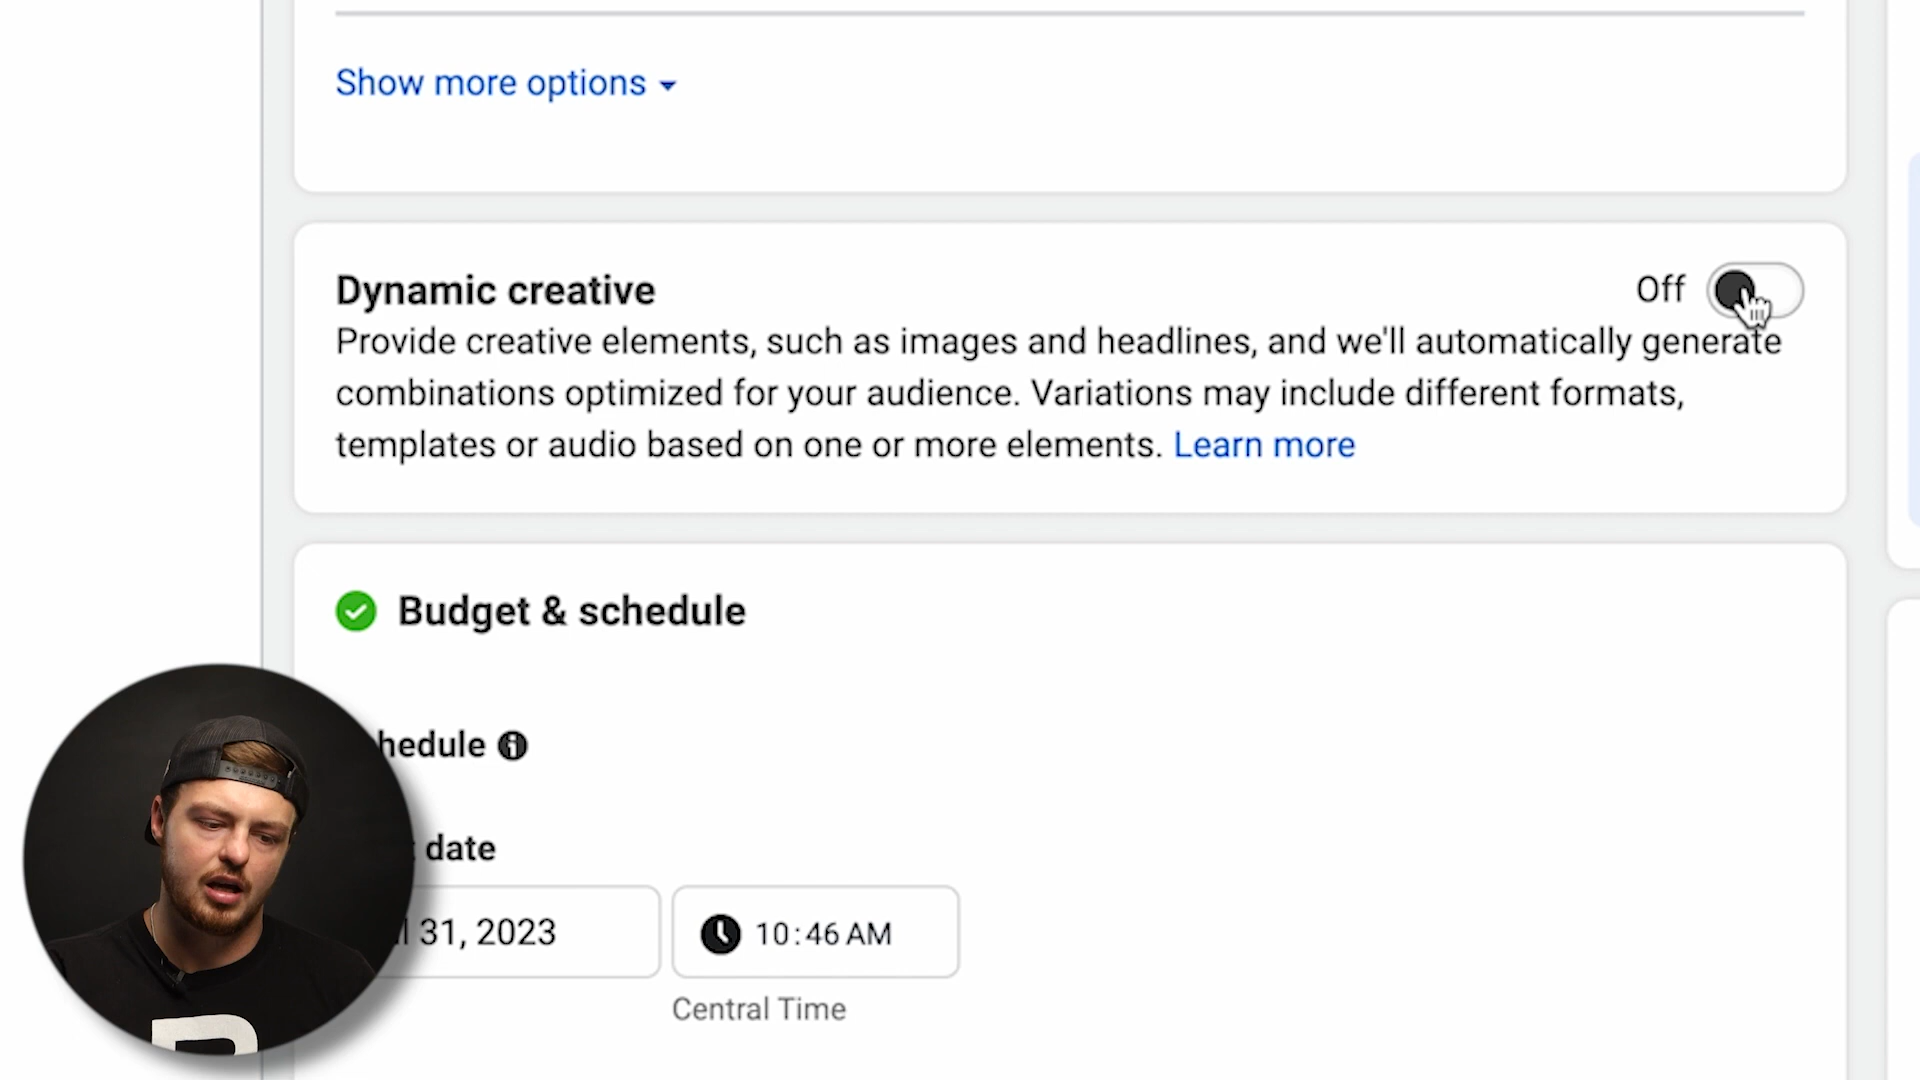 Show more options
Dynamic creative
Off
Provide creative elements, such as images and headlines, and we'll automatically generate
combinations optimized for your audience. Variations may include different formats,
templates or audio based on one or more elements. Learn more
Budget & schedule
date
31, 2023
10:46 AM
Central Time